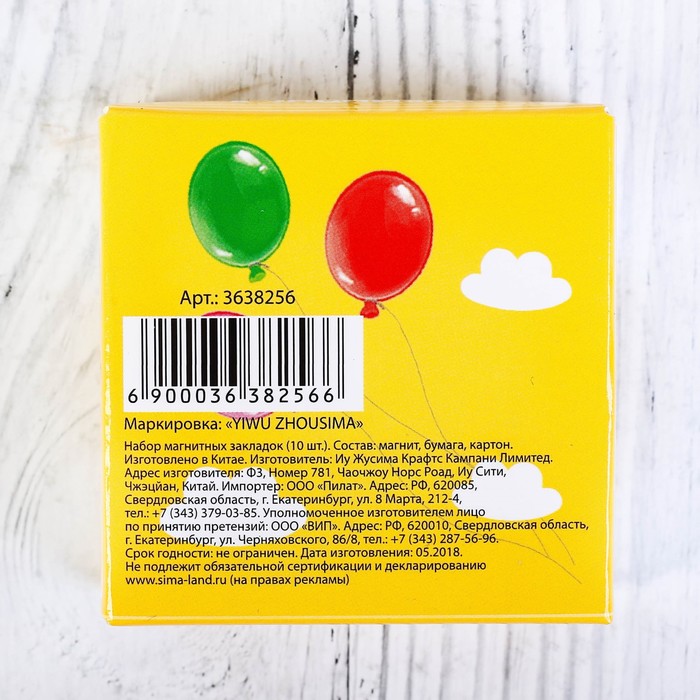 Арт.: 3638256
6 900036 382566
Маркировка: «YIWU ZHOUSIMA»
Набор магнитных закладок (10 шт.). Состав: магнит, бумага, картон.
Изготовлено в Китае. Изготовитель: Иу Жусима Крафтс Кампани Лимитед.
Адрес изготовителя: Ф3, Номер 781, Чаочжоу Норс Роад, Иу Сити,
Чжэцйан, Китай. Импортер: ООО «Пилат». Адрес: РФ, 620085,
Свердловская область, г. Екатеринбург, ул. 8 Марта, 212-4,
тел.: +7 (343) 379-03-85. Уполномоченное изготовителем лицо
по принятию претензий: ООО «ВИП». Адрес: РФ, 620010, Свердловская область,
г. Екатеринбург, ул. Черняховского, 86/8, тел.: +7 (343) 287-56-96.
Срок годности: не ограничен. Дата изготовления: 05.2018.
Не подлежит обязательной сертификации и декларированию
www.sima-land.ru (на правах рекламы)